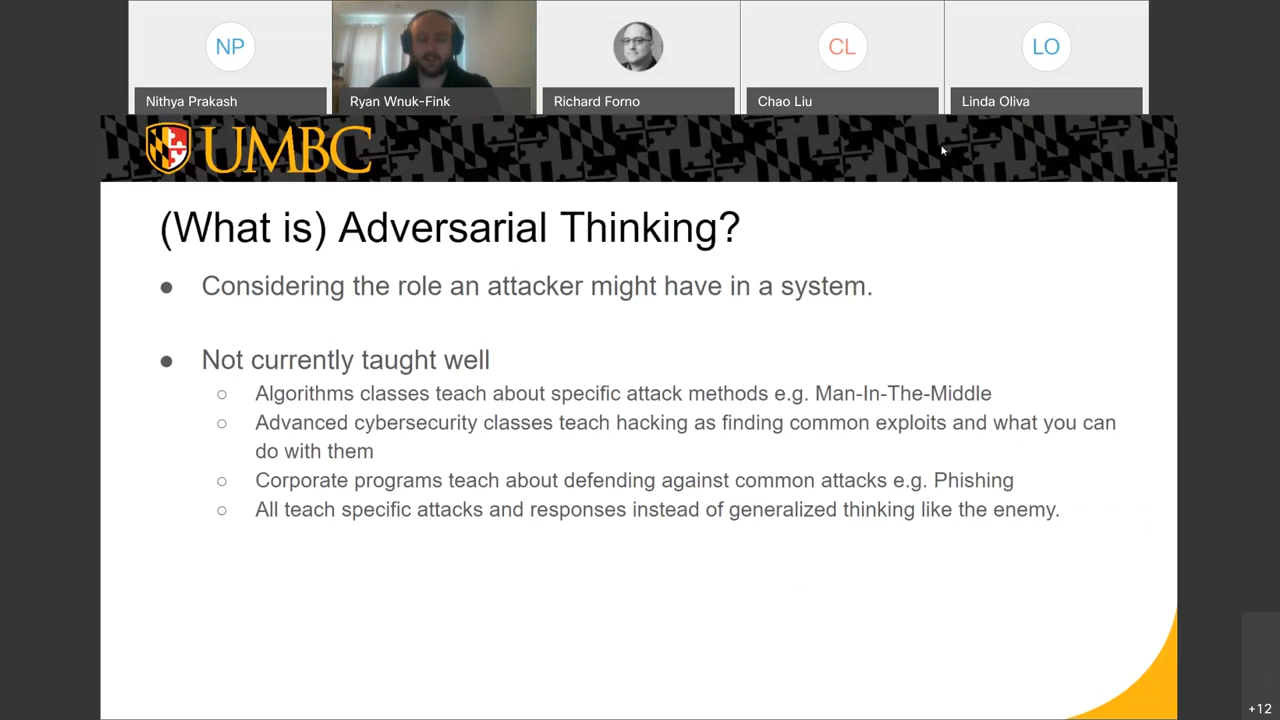 NP
CL
LO
Nithya Prakash
Ryan Wnuk-Fink
Richard Forno
Chao Liu
Linda Oliva
UMBC
(What is) Adversarial Thinking?
● Considering the role an attacker might have in a system.
● Not currently taught well
○ Algorithms classes teach about specific attack methods e.g. Man-In-The-Middle
○ Advanced cybersecurity classes teach hacking as finding common exploits and what you can
do with them
○ Corporate programs teach about defending against common attacks e.g. Phishing
○ All teach specific attacks and responses instead of generalized thinking like the enemy.
+12